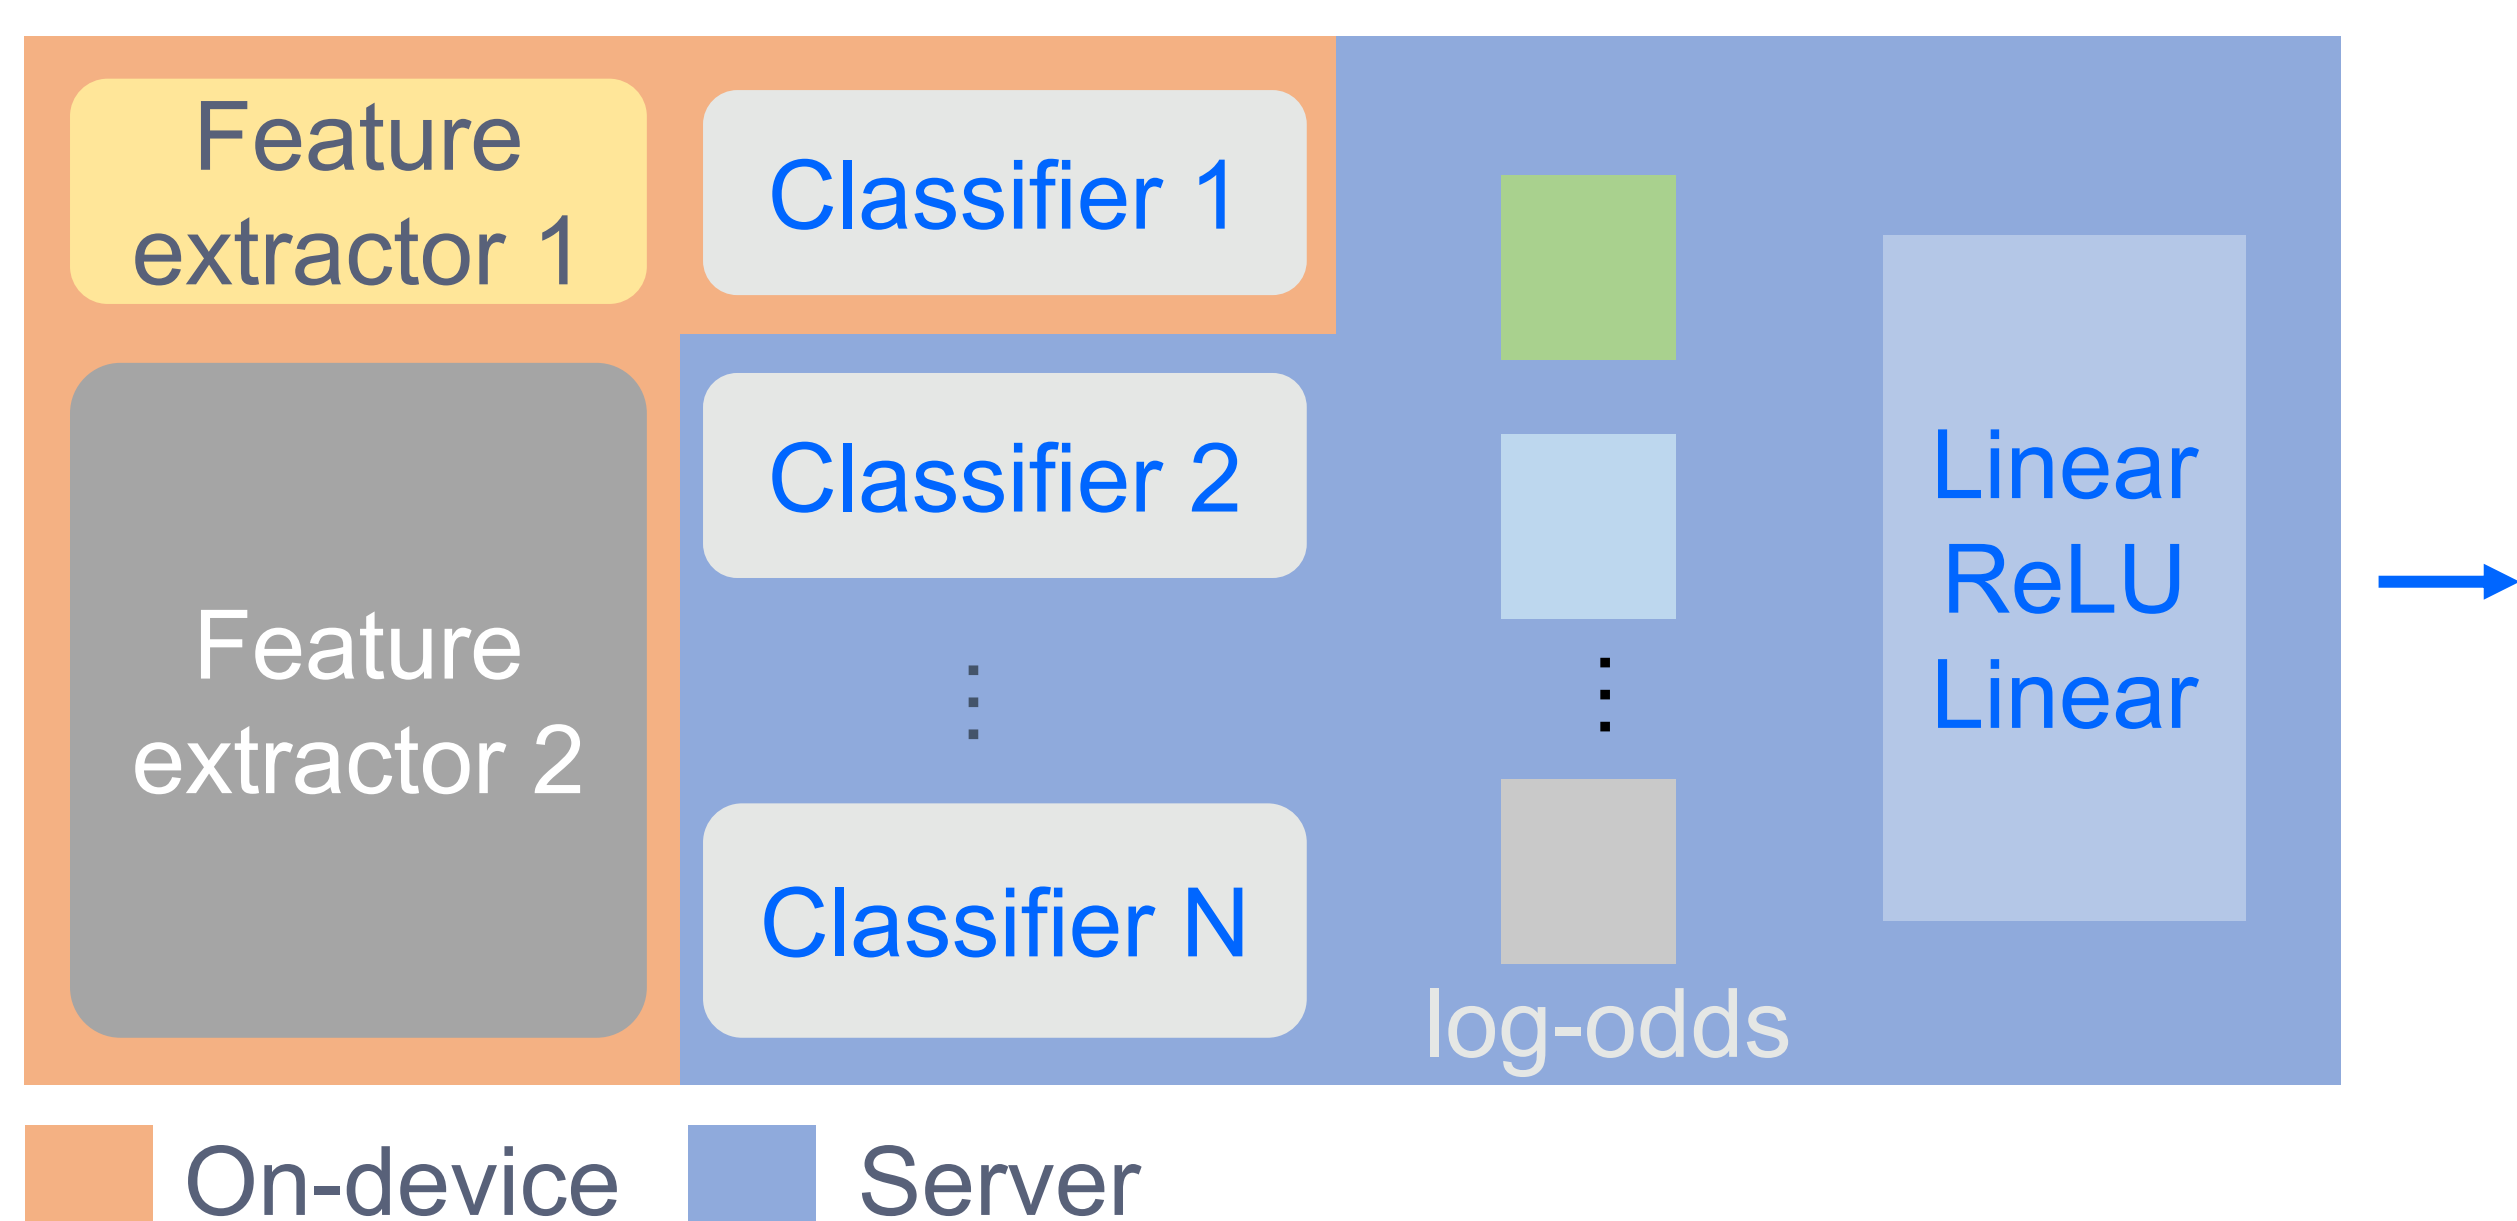 Feature
extractor 1
Classifier 1
Feature
extractor 2
Classifier 2
Classifier N
log-odds
Linear
ReLU
Linear
On-device
Server